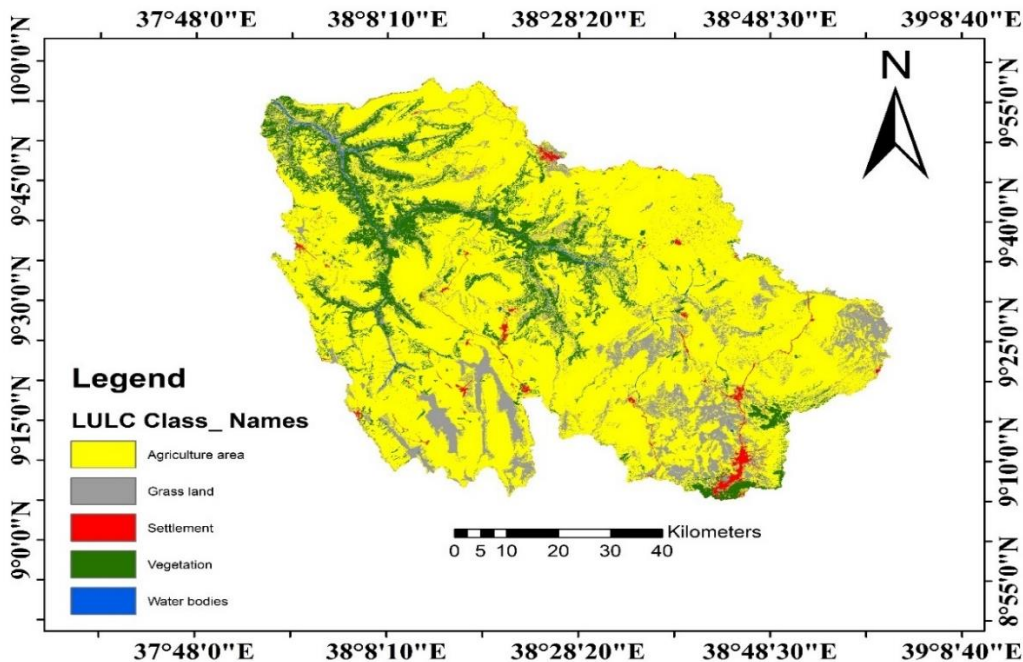 37°48'0"E 38°8'10"E 38°28'20"E 38°48'30"E 39°8'40"E
N
10°0'0"N
9°45'0"N
9°30'0"N
9°15'0"N
9°0'0"N
9°55'0"N
9°40'0"N
9°25'0"N
9°10'0"N
8°55'0"N
Legend
LULC Class_ Names
Agriculture area
Grass land
Settlement
Vegetation
Water bodies
Kilometers
0 5 10 20 30 40
37°48'0"E 38°8'10"E 38°28'20"E 38°48'30"E 39°8'40"E